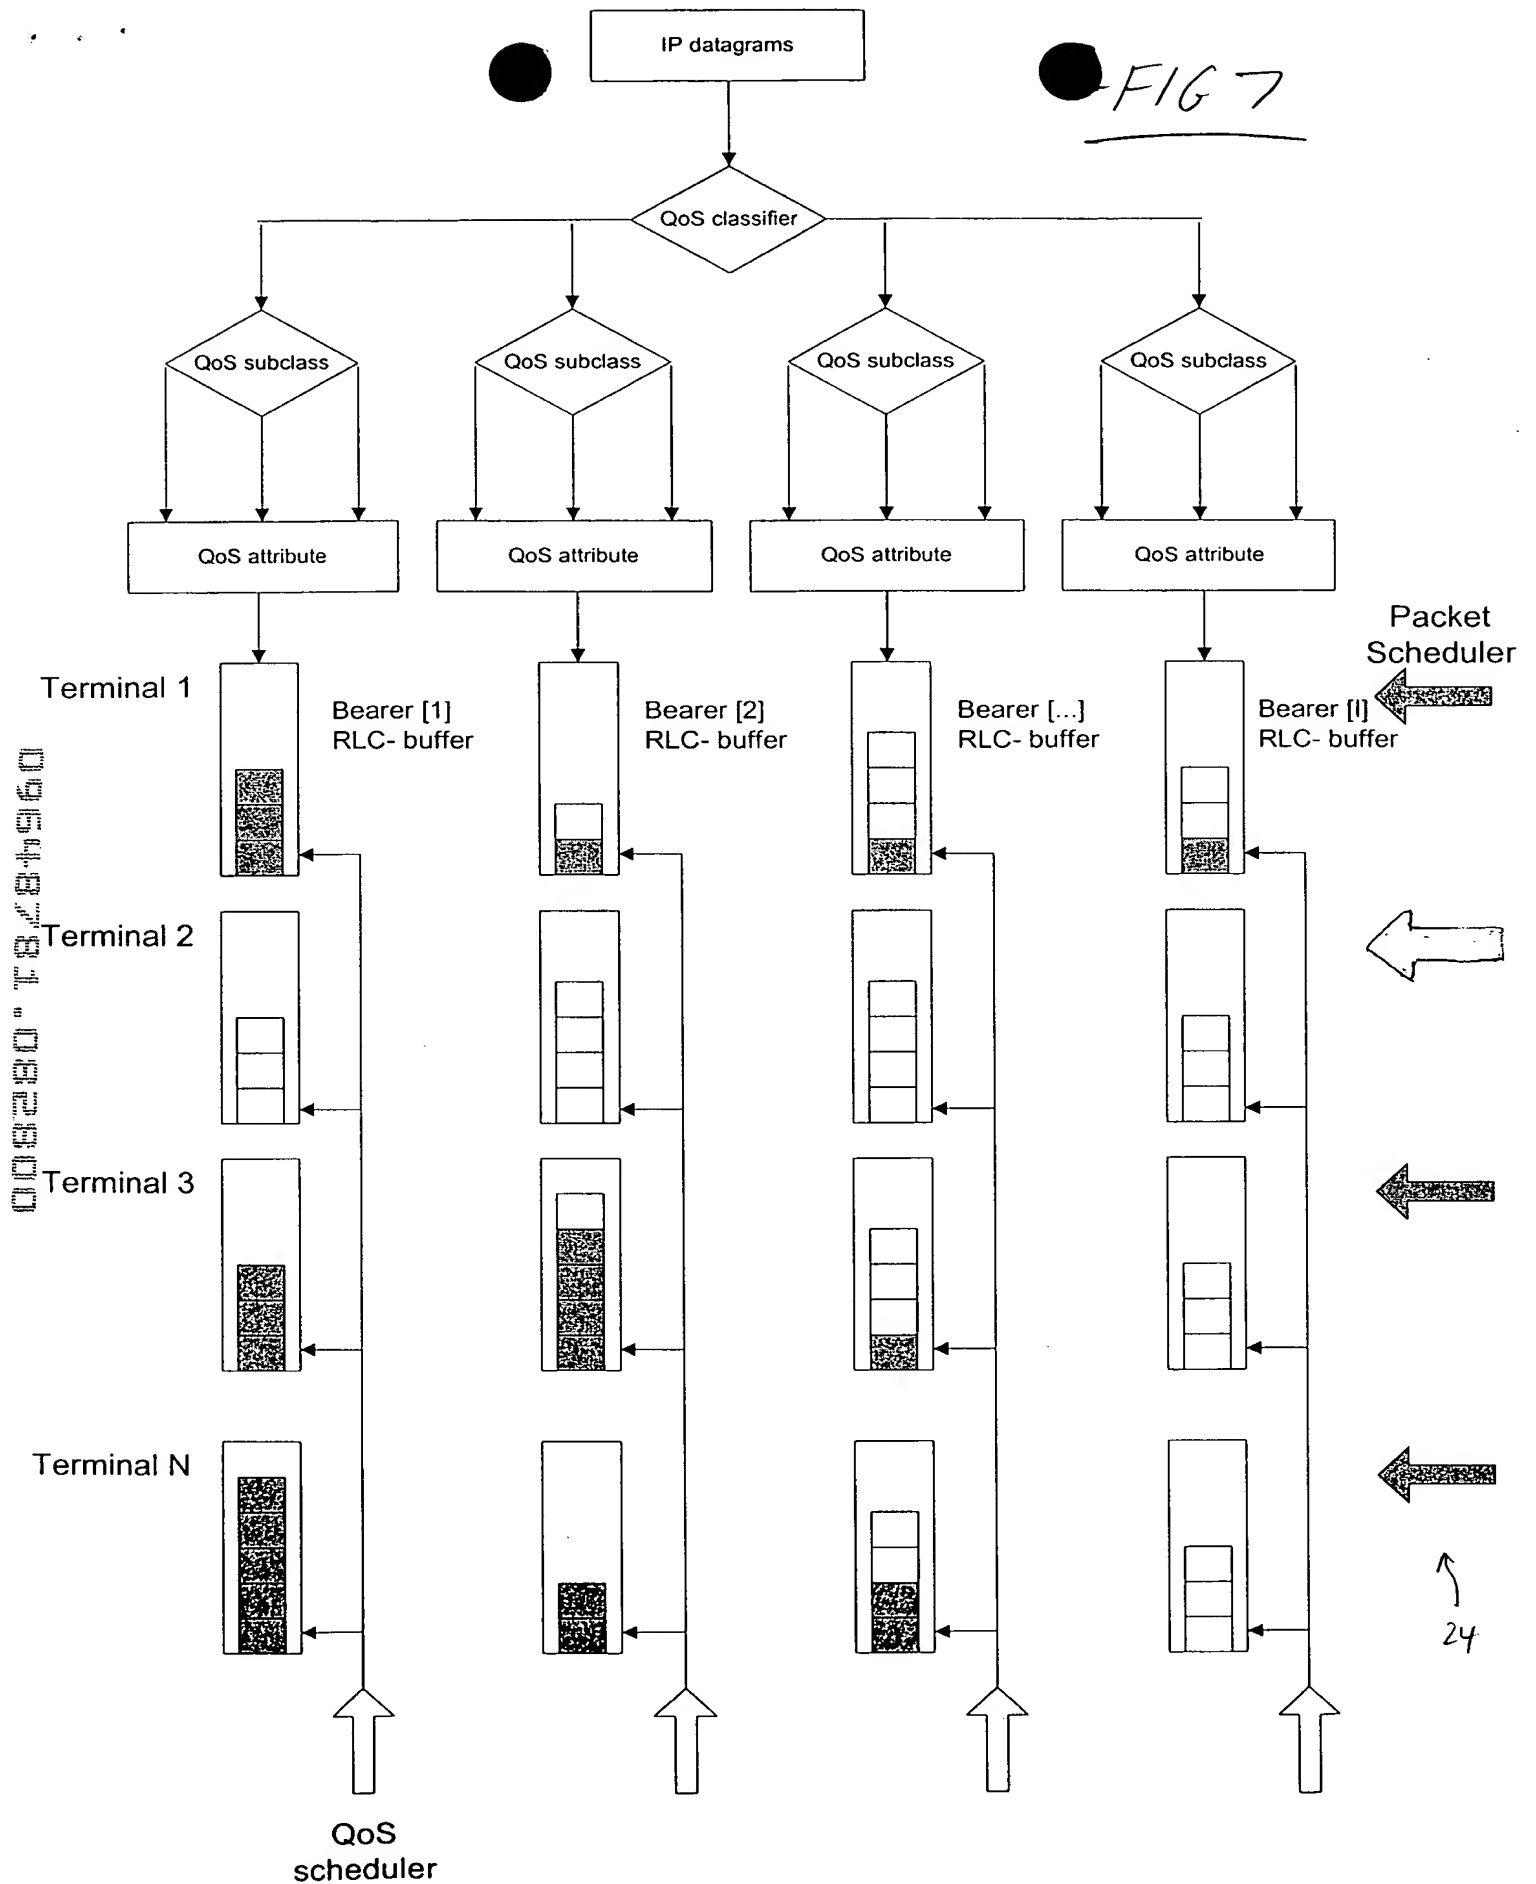 IP datagrams
FIG 7
QoS classifier
QoS subclass
QoS subclass
QoS subclass
QoS subclass
QoS attribute
QoS attribute
QoS attribute
QoS attribute
Packet
Scheduler
Terminal 1
Bearer [1]
RLC- buffer
Bearer [2]
RLC- buffer
Bearer [...]
RLC- buffer
Bearer [I]
RLC- buffer
09648781.082800
Terminal 2
Terminal 3
Terminal N
24
QoS
scheduler